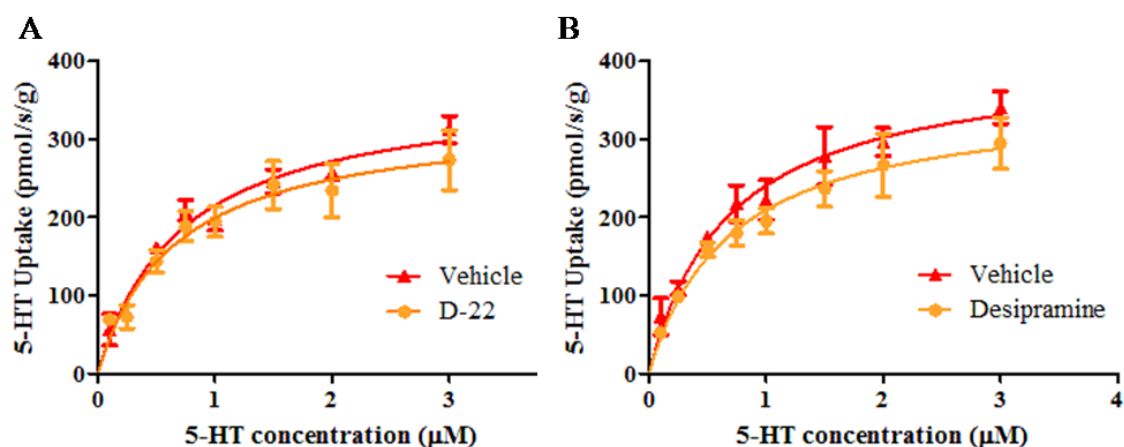 A
5-HT Uptake (pmol/s/g)
400
300
200
100
0
0 1 2 3
5-HT concentration (µM)
Vehicle
D-22
B
5-HT Uptake (pmol/s/g)
400
300
200
100
0
0 1 2 3 4
5-HT concentration (µM)
Vehicle
Desipramine